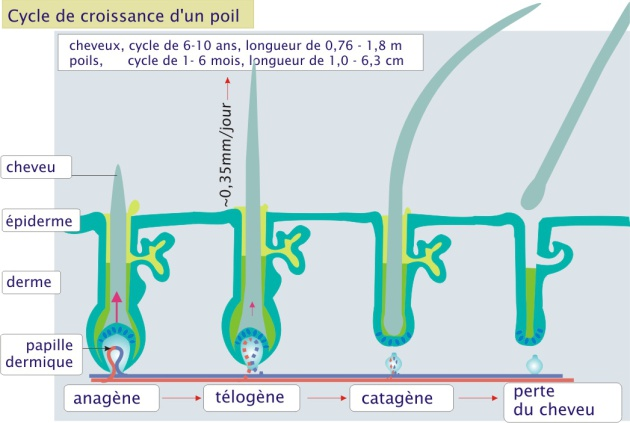 Cycle de croissance d'un poil
cheveux, cycle de 6-10 ans, longueur de 0,76 - 1,8 m
poils, cycle de 1- 6 mois, longueur de 1,0 - 6,3 cm
~0,35mm/jour
cheveu
épiderme
derme
papille
dermique
anagène
télogène
catagène
perte
du cheveu